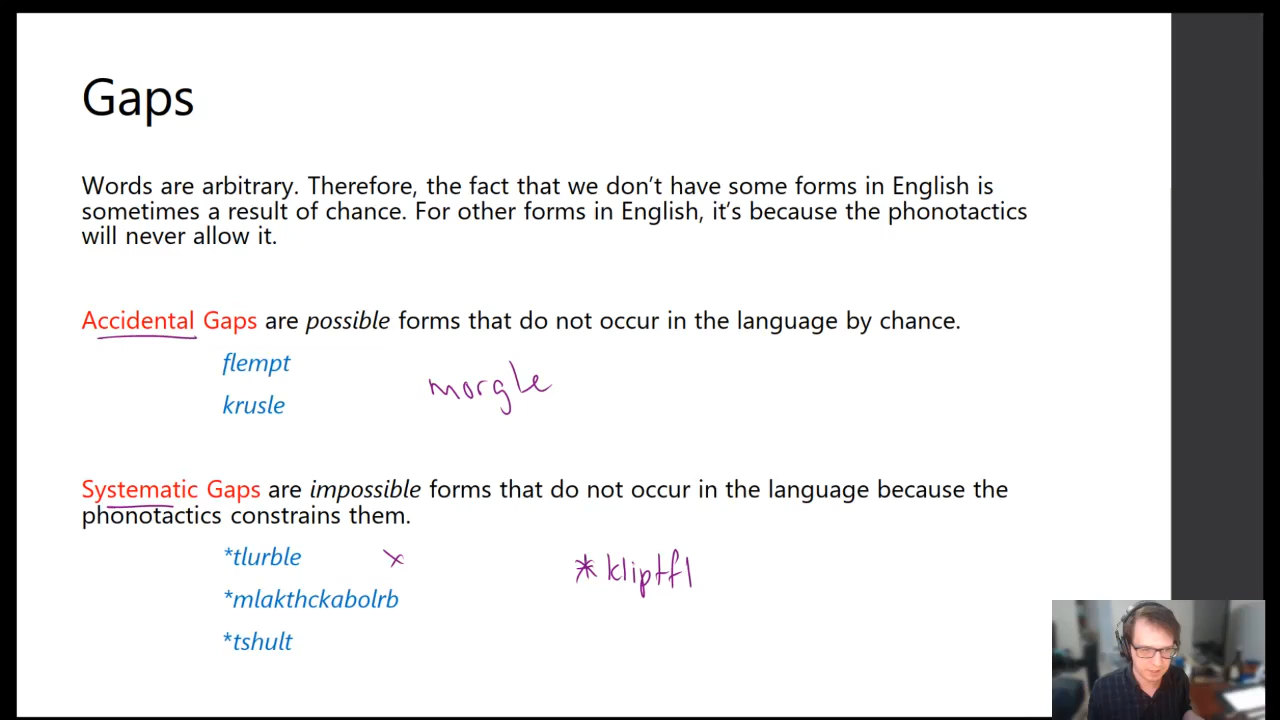 Gaps
Words are arbitrary. Therefore, the fact that we don't have some forms in English is
sometimes a result of chance. For other forms in English, it's because the phonotactics
will never allow it.
Accidental Gaps are possible forms that do not occur in the language by chance.
flempt
morgle
krusle
Systematic Gaps are impossible forms that do not occur in the language because the
phonotactics constrains them.
*tlurble x
*kliptfl
*mlakthckabolrb
*tshult